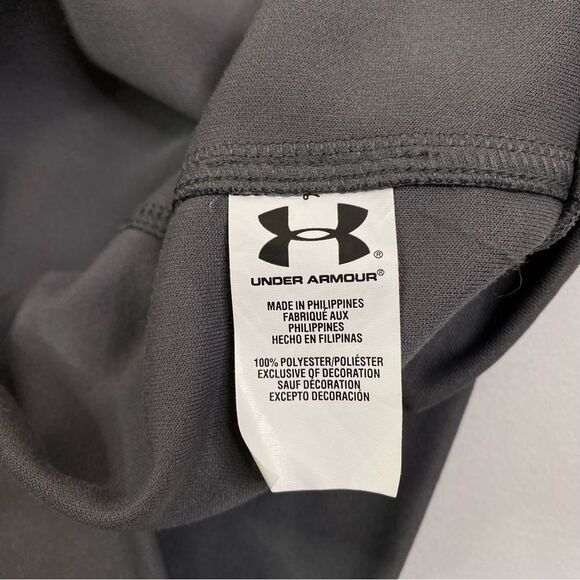 UNDER ARMOUR®
MADE IN PHILIPPINES
FABRIQUÉ AUX
PHILIPPINES
HECHO EN FILIPINAS
100% POLYESTER/POLIÉSTER
EXCLUSIVE OF DECORATION
SAUF DÉCORATION
EXCEPTO DECORACIÓN